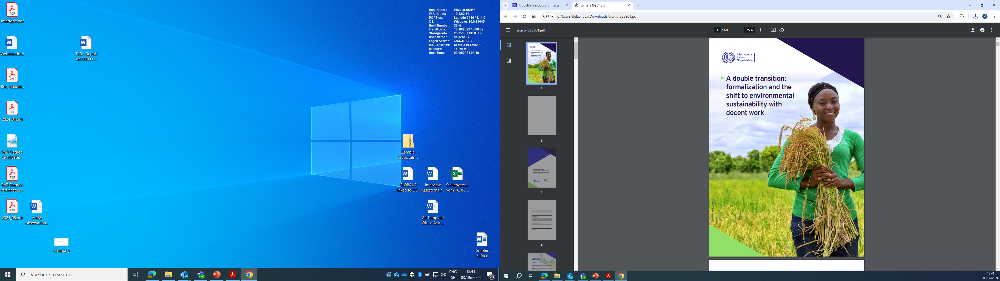 smartgde.pdf
Webinar.docx
ToR - Report
on SECO's ...
BoC_Checkli...
2024_04.pdf
PhD Degree
certificate....
PhD Degree
certificate.p...
2024_05.pdf
A few
observation...
error.png
Host Name : WKS-3C05BY3
IP Address: 10.8.82.51
PC / Bios: Latitude 5440 / 1.11.0
OS: Windows 10.0.19045
Build Number: 22H2
Install Date: 10/10/2023 16:06:09
Storage Info. : C:\ 351.07 GB NTFS
User Name : delachaux
Logon Server: GVA-ADS-02
MAC Address: AC:91:A1:CC:9A:09
Memory: 16069 MB
Boot Time: 03/06/2024 08:49
Zambia
proposals ...
GLOBAL 2
linked to OC...
Interview
Questions_r...
Stellenversa...
vom 18.05.-...
G4 Template
Office Asst ...
Graphic
3.docx
Type here to search
ENG
SF
13:41
03/06/2024
20
A double transition: formalizati
wcms_835901.pdf
File C:/Users/delachaux/Downloads/wcms_835901.pdf
M
wcms_835901.pdf
1 / 60
75%
1
2
3
4
Contents
International
Labour
Organization
A double transition:
formalization and the
shift to environmental
sustainability with
decent work
13:41
03/06/2024